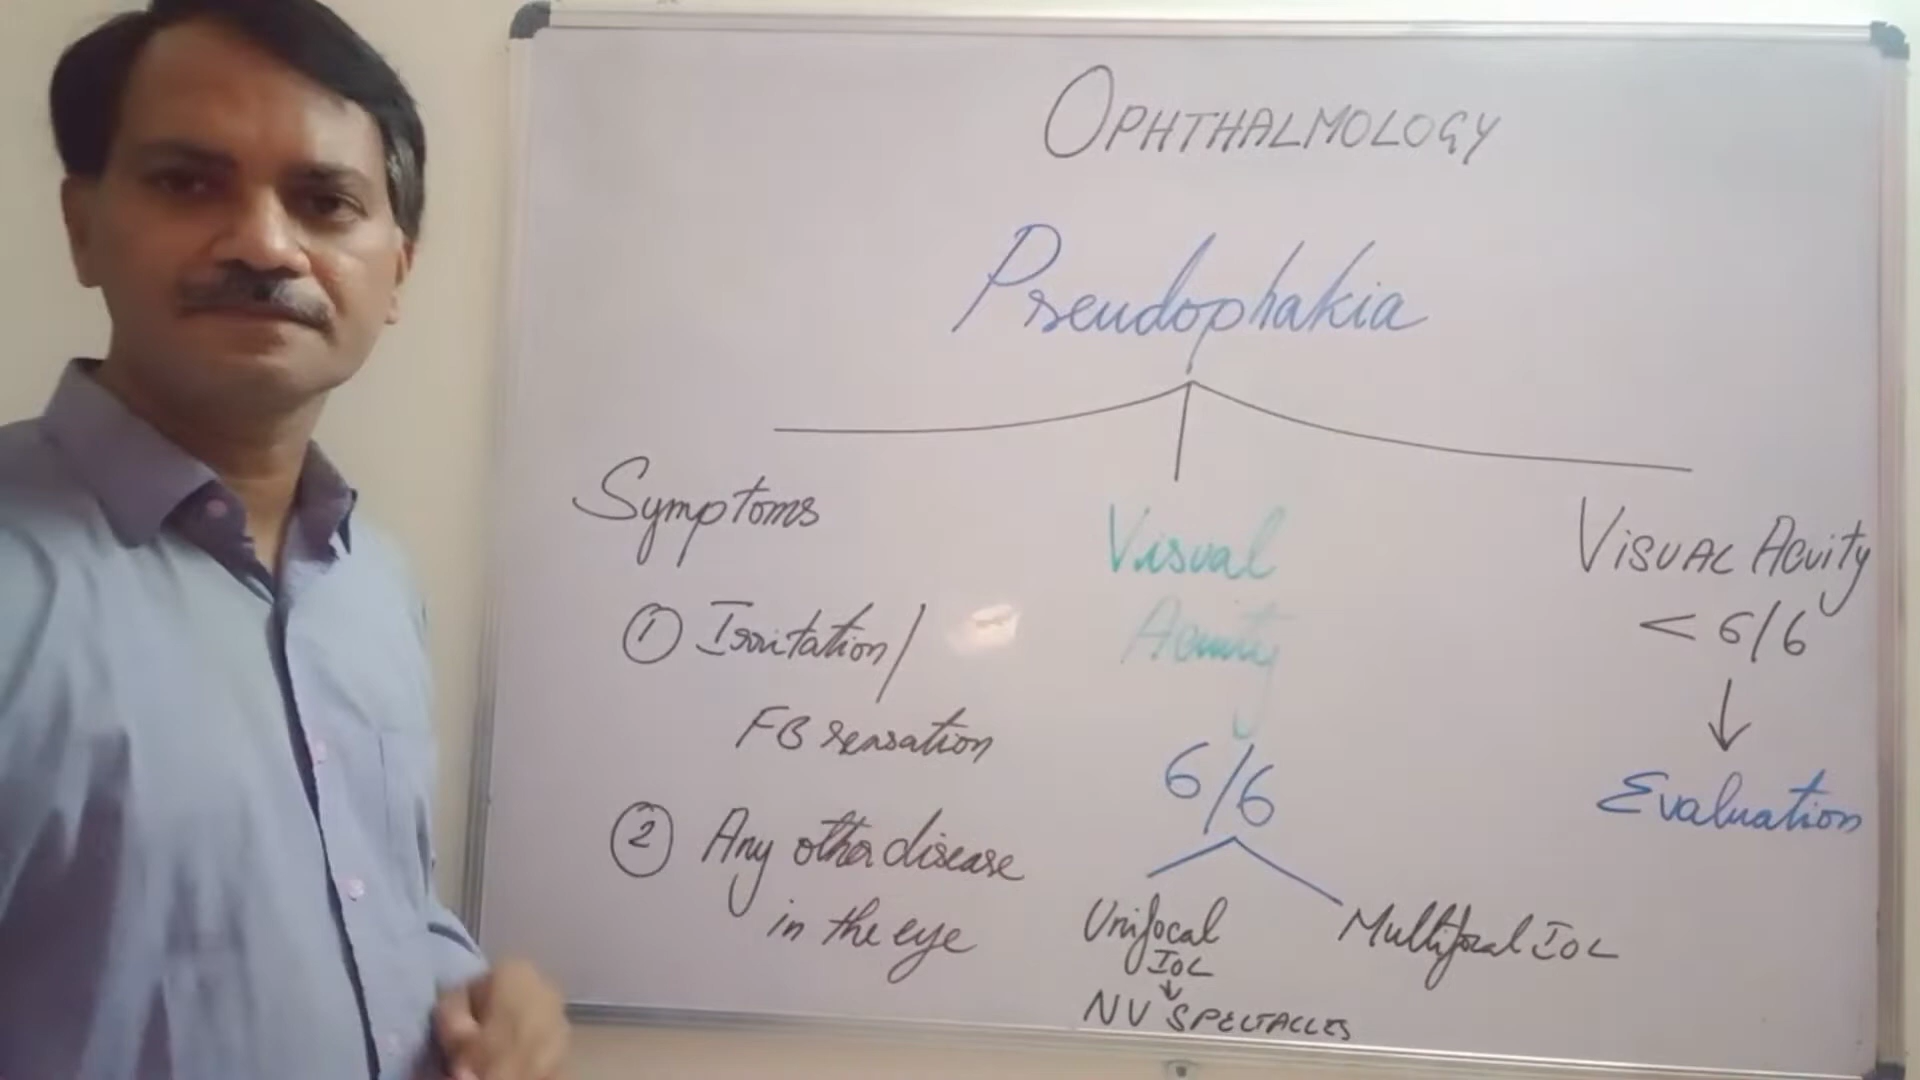 OPHTHALMOLOGY
Pseudophakia
Symptoms
① Irritation/
FB sensation
② Any other disease
in the eye
Visual
Acuity
6/6
Unifocal
IOL
↓
NV SPECTACLES
Multifocal IOL
VISUAL Acuity
< 6/6
↓
Evaluation